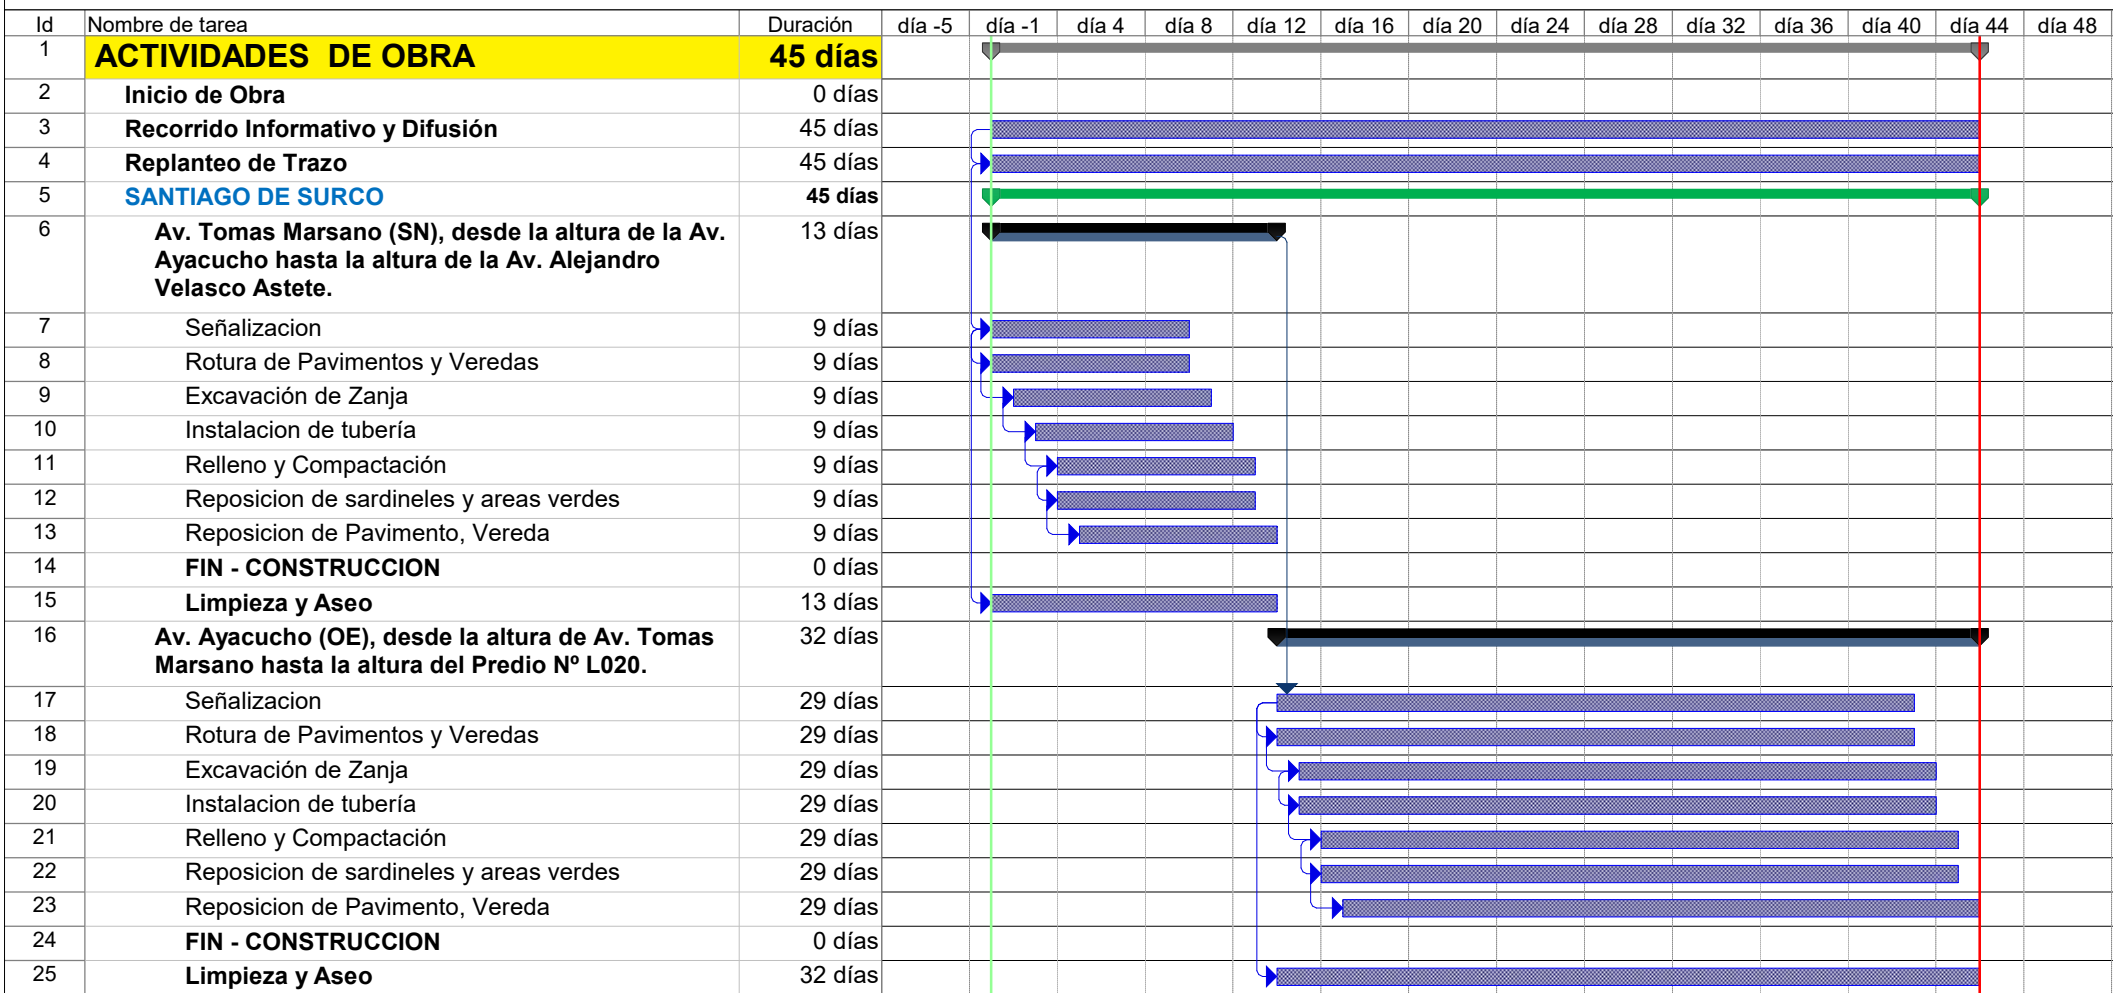 Id Nombre de tarea Duración día -5 día -1 día 4 día 8 día 12 día 16 día 20 día 24 día 28 día 32 día 36 día 40 día 44 día 48
1 ACTIVIDADES DE OBRA 45 días
2 Inicio de Obra 0 días
3 Recorrido Informativo y Difusión 45 días
4 Replanteo de Trazo 45 días
5 SANTIAGO DE SURCO 45 días
6 Av. Tomas Marsano (SN), desde la altura de la Av. 13 días
Ayacucho hasta la altura de la Av. Alejandro
Velasco Astete.
7 Señalizacion 9 días
8 Rotura de Pavimentos y Veredas 9 días
9 Excavación de Zanja 9 días
10 Instalacion de tubería 9 días
11 Relleno y Compactación 9 días
12 Reposicion de sardineles y areas verdes 9 días
13 Reposicion de Pavimento, Vereda 9 días
14 FIN - CONSTRUCCION 0 días
15 Limpieza y Aseo 13 días
16 Av. Ayacucho (OE), desde la altura de Av. Tomas 32 días
Marsano hasta la altura del Predio Nº L020.
17 Señalizacion 29 días
18 Rotura de Pavimentos y Veredas 29 días
19 Excavación de Zanja 29 días
20 Instalacion de tubería 29 días
21 Relleno y Compactación 29 días
22 Reposicion de sardineles y areas verdes 29 días
23 Reposicion de Pavimento, Vereda 29 días
24 FIN - CONSTRUCCION 0 días
25 Limpieza y Aseo 32 días